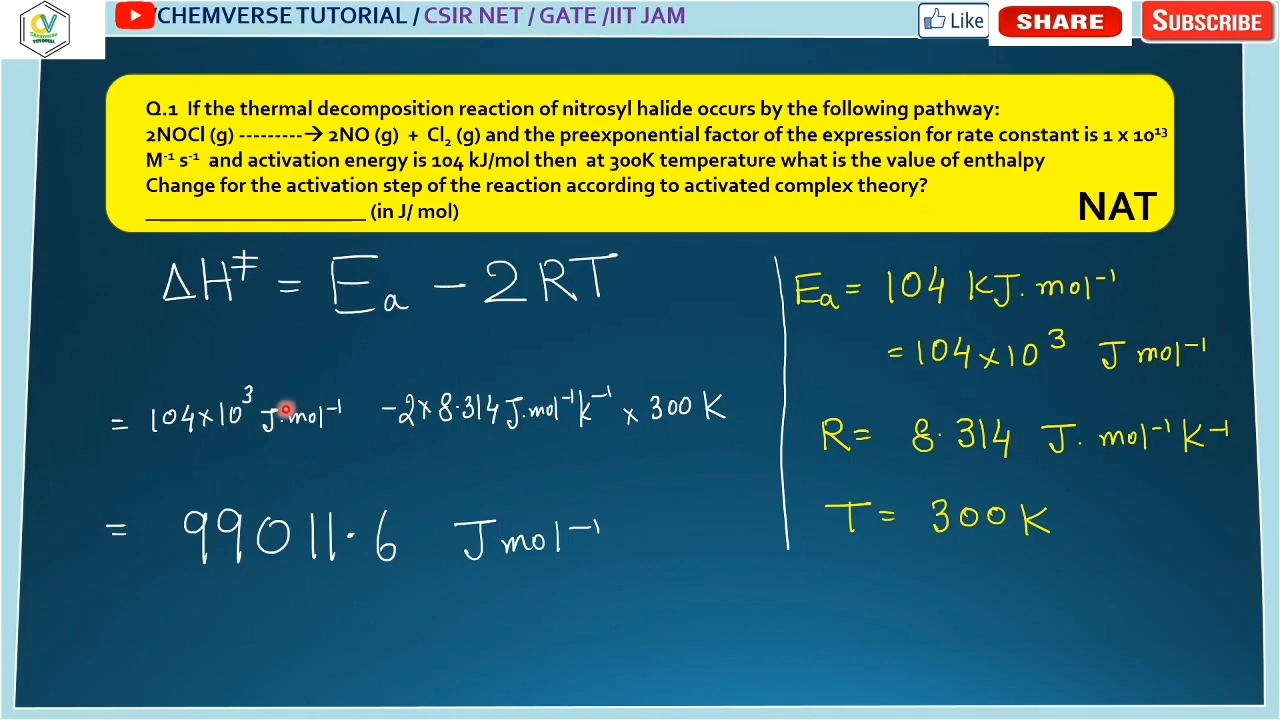 CV
Chemverse
TUTORIAL
/CHEMVERSE TUTORIAL / CSIR NET / GATE /IIT JAM
Like
SHARE
SUBSCRIBE
Q.1 If the thermal decomposition reaction of nitrosyl halide occurs by the following pathway:
2NOCl (g) ---------→ 2NO (g) + Cl₂ (g) and the preexponential factor of the expression for rate constant is 1 x 10¹³
M⁻¹ s⁻¹ and activation energy is 104 kJ/mol then at 300K temperature what is the value of enthalpy
Change for the activation step of the reaction according to activated complex theory?
____________________ (in J/ mol)
NAT
ΔH‡ = Ea - 2RT
= 104×10³ J.mol⁻¹ -2× 8.314 J.mol⁻¹k⁻¹ × 300 K
= 99011.6 J mol⁻¹
Ea = 104 KJ.mol⁻¹
= 104×10³ J mol⁻¹
R = 8.314 J. mol⁻¹ K⁻¹
T = 300 K